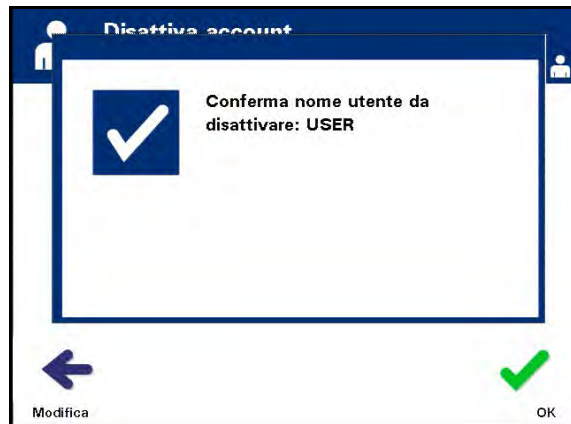 Disattiva account
Conferma nome utente da
disattivare: USER
Modifica
OK